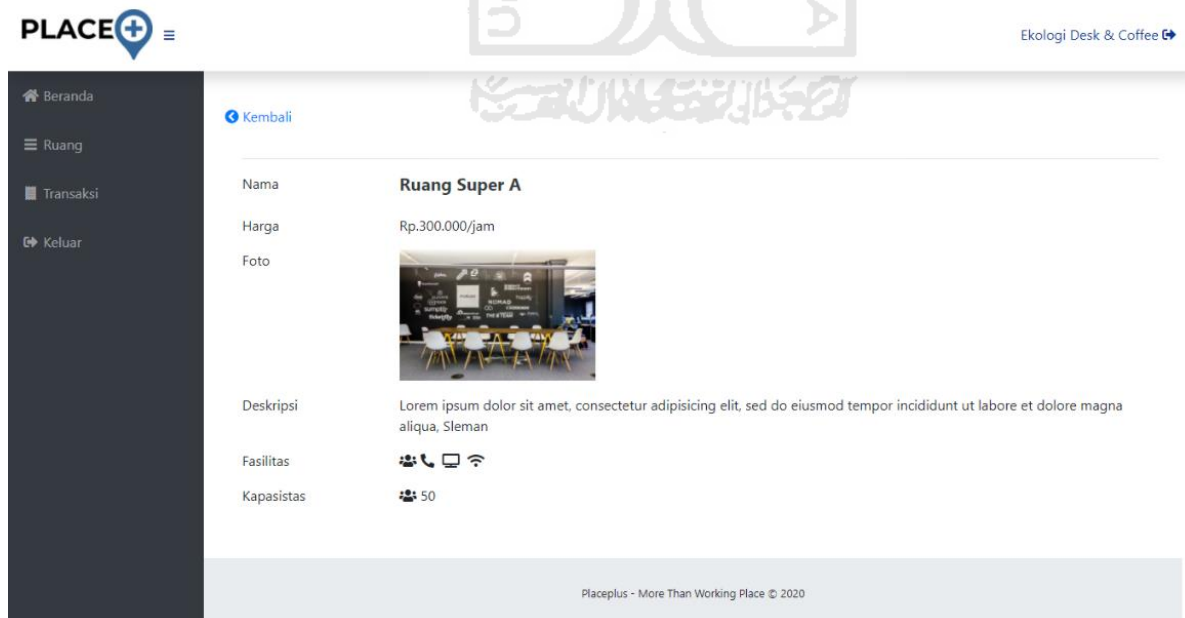 PLACE
Ekologi Desk & Coffee
Beranda
Ruang
Transaksi
Keluar
Kembali
Nama Ruang Super A
Harga Rp.300.000/jam
Foto
NOMAD
Deskripsi Lorem ipsum dolor sit amet, consectetur adipisicing elit, sed do eiusmod tempor incididunt ut labore et dolore magna
aliqua, Sleman
Fasilitas
Kapasistas 50
Placeplus - More Than Working Place © 2020